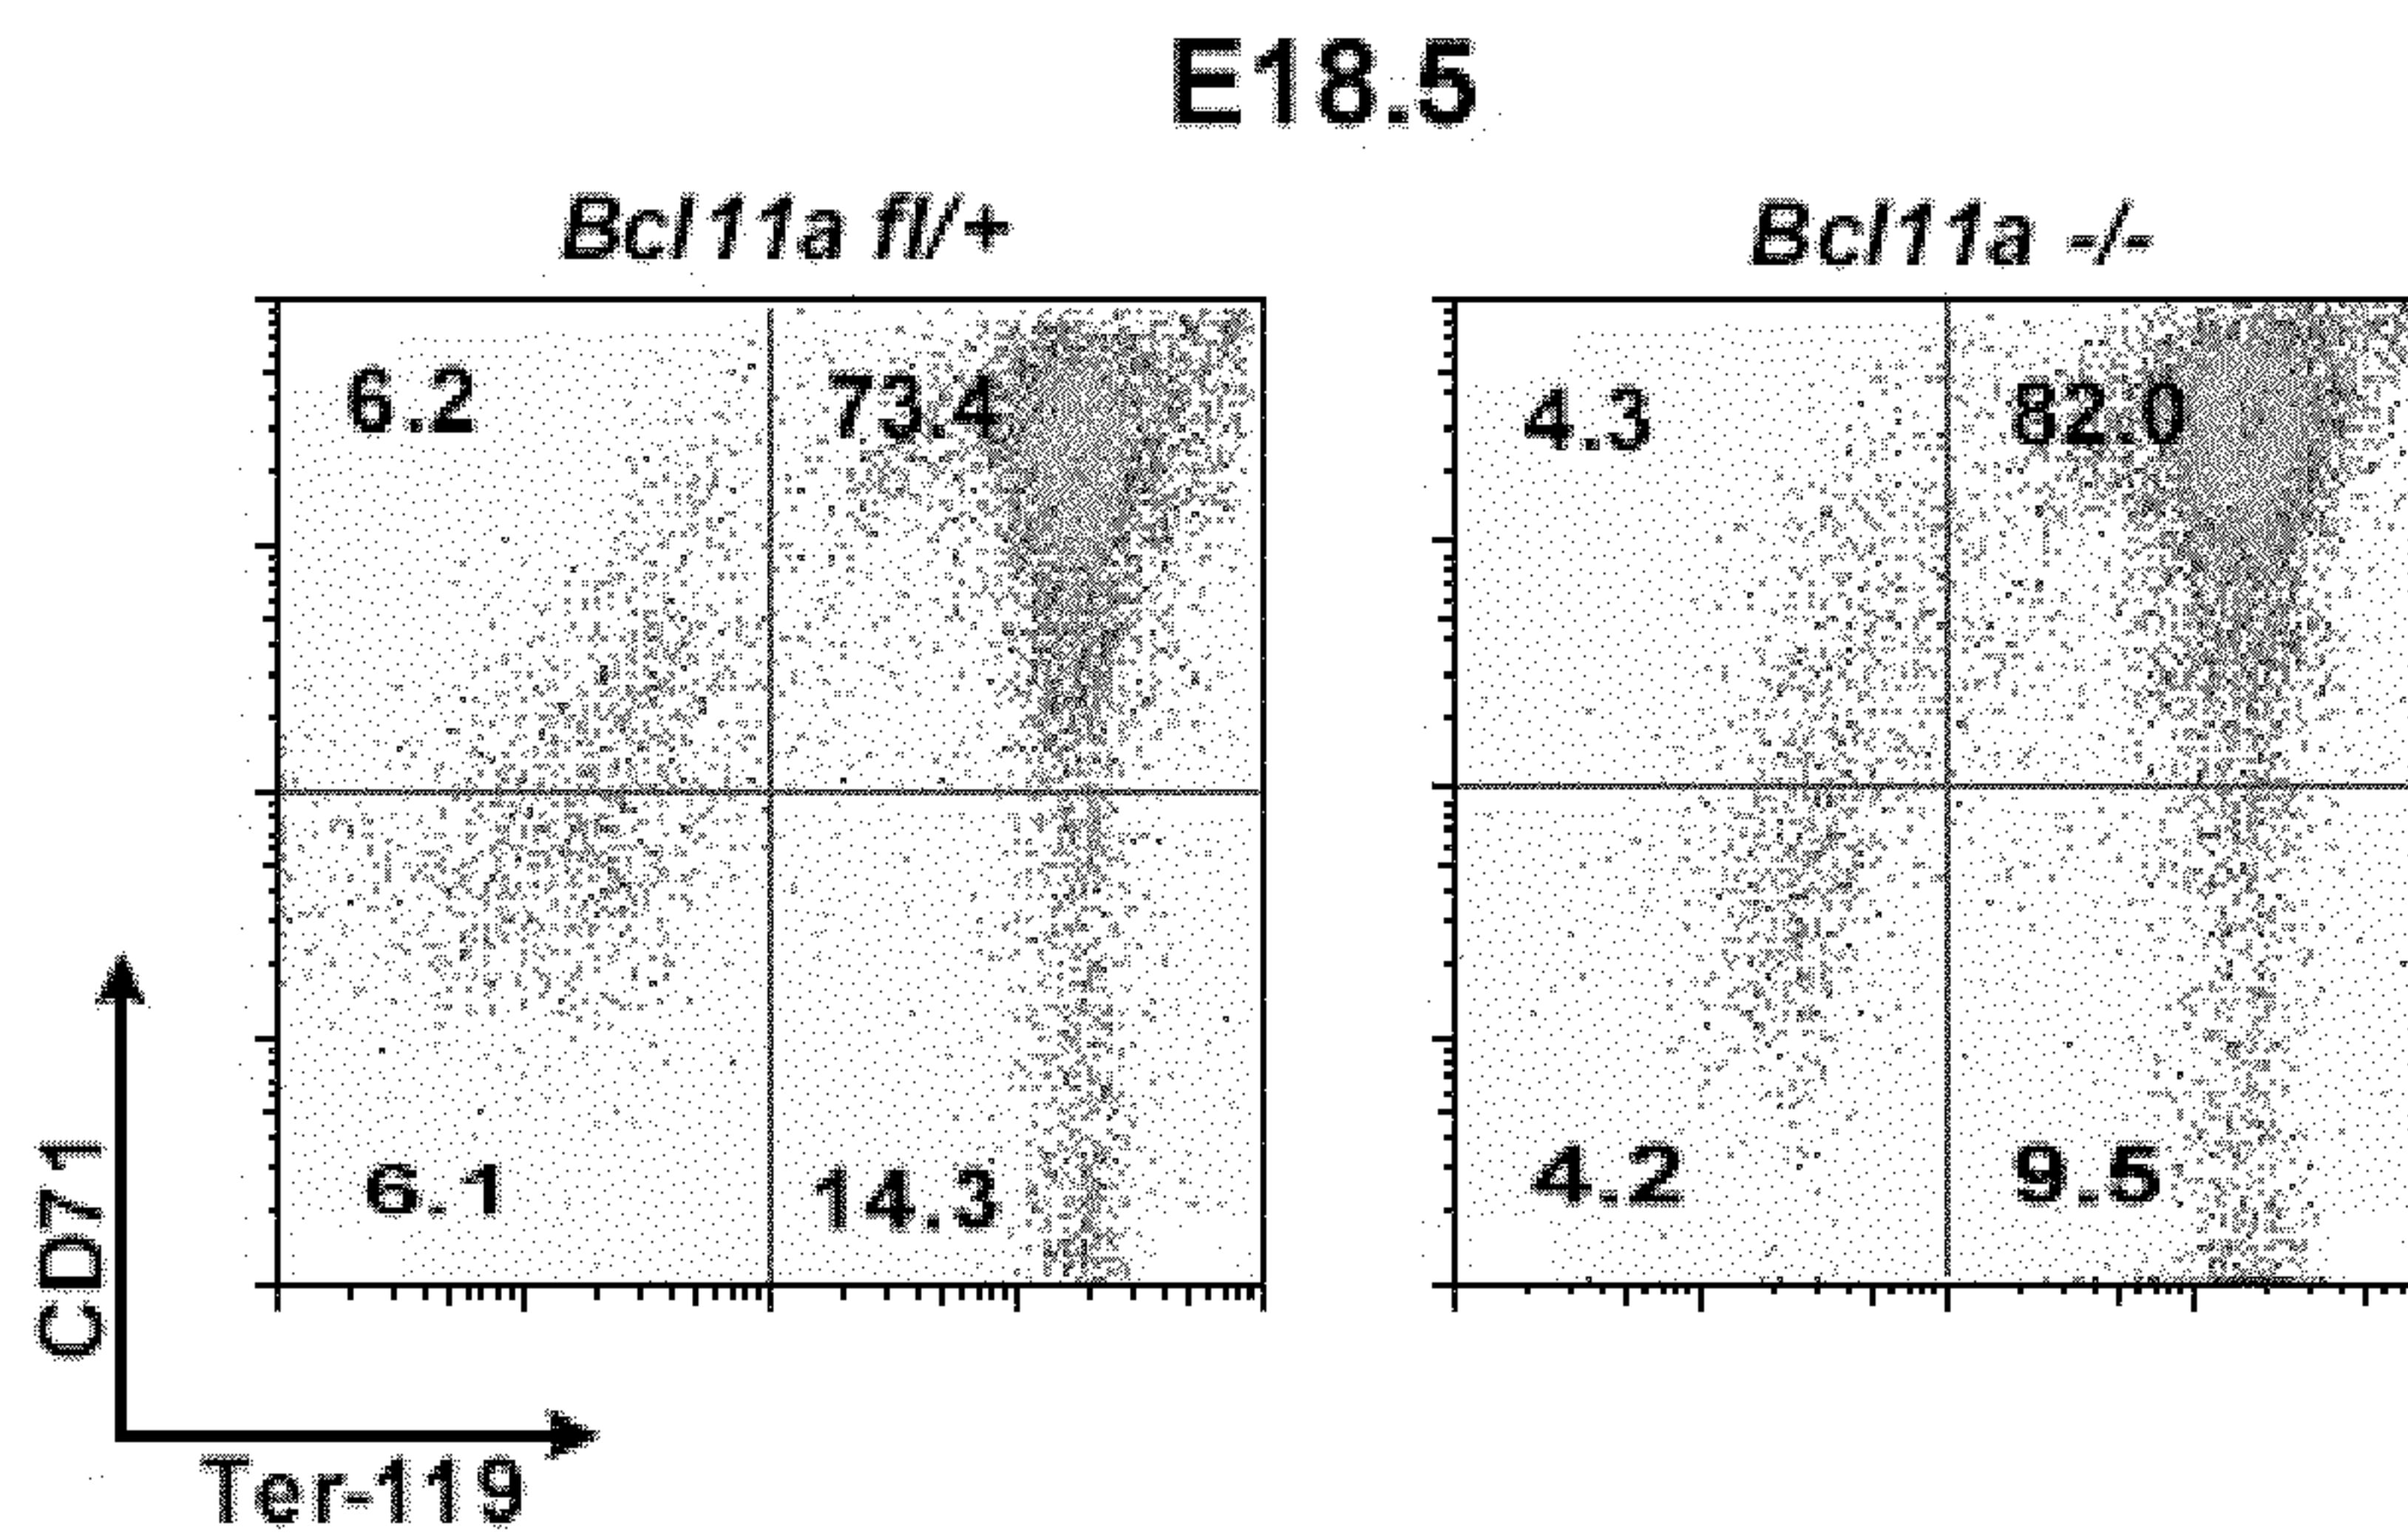 E18.5
Bcl11a fl/+
Bcl11a -/-
6.2
73.4
4.3
82.0
6.1
14.3
4.2
9.5
CD71
Ter-119